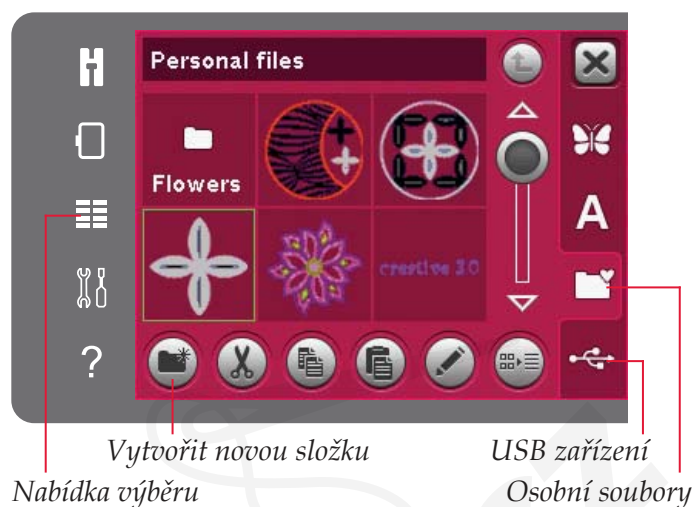 Personal files
Flowers
creative 3.0
A
?
Vytvořit novou složku
USB zařízení
Nabídka výběru
Osobní soubory